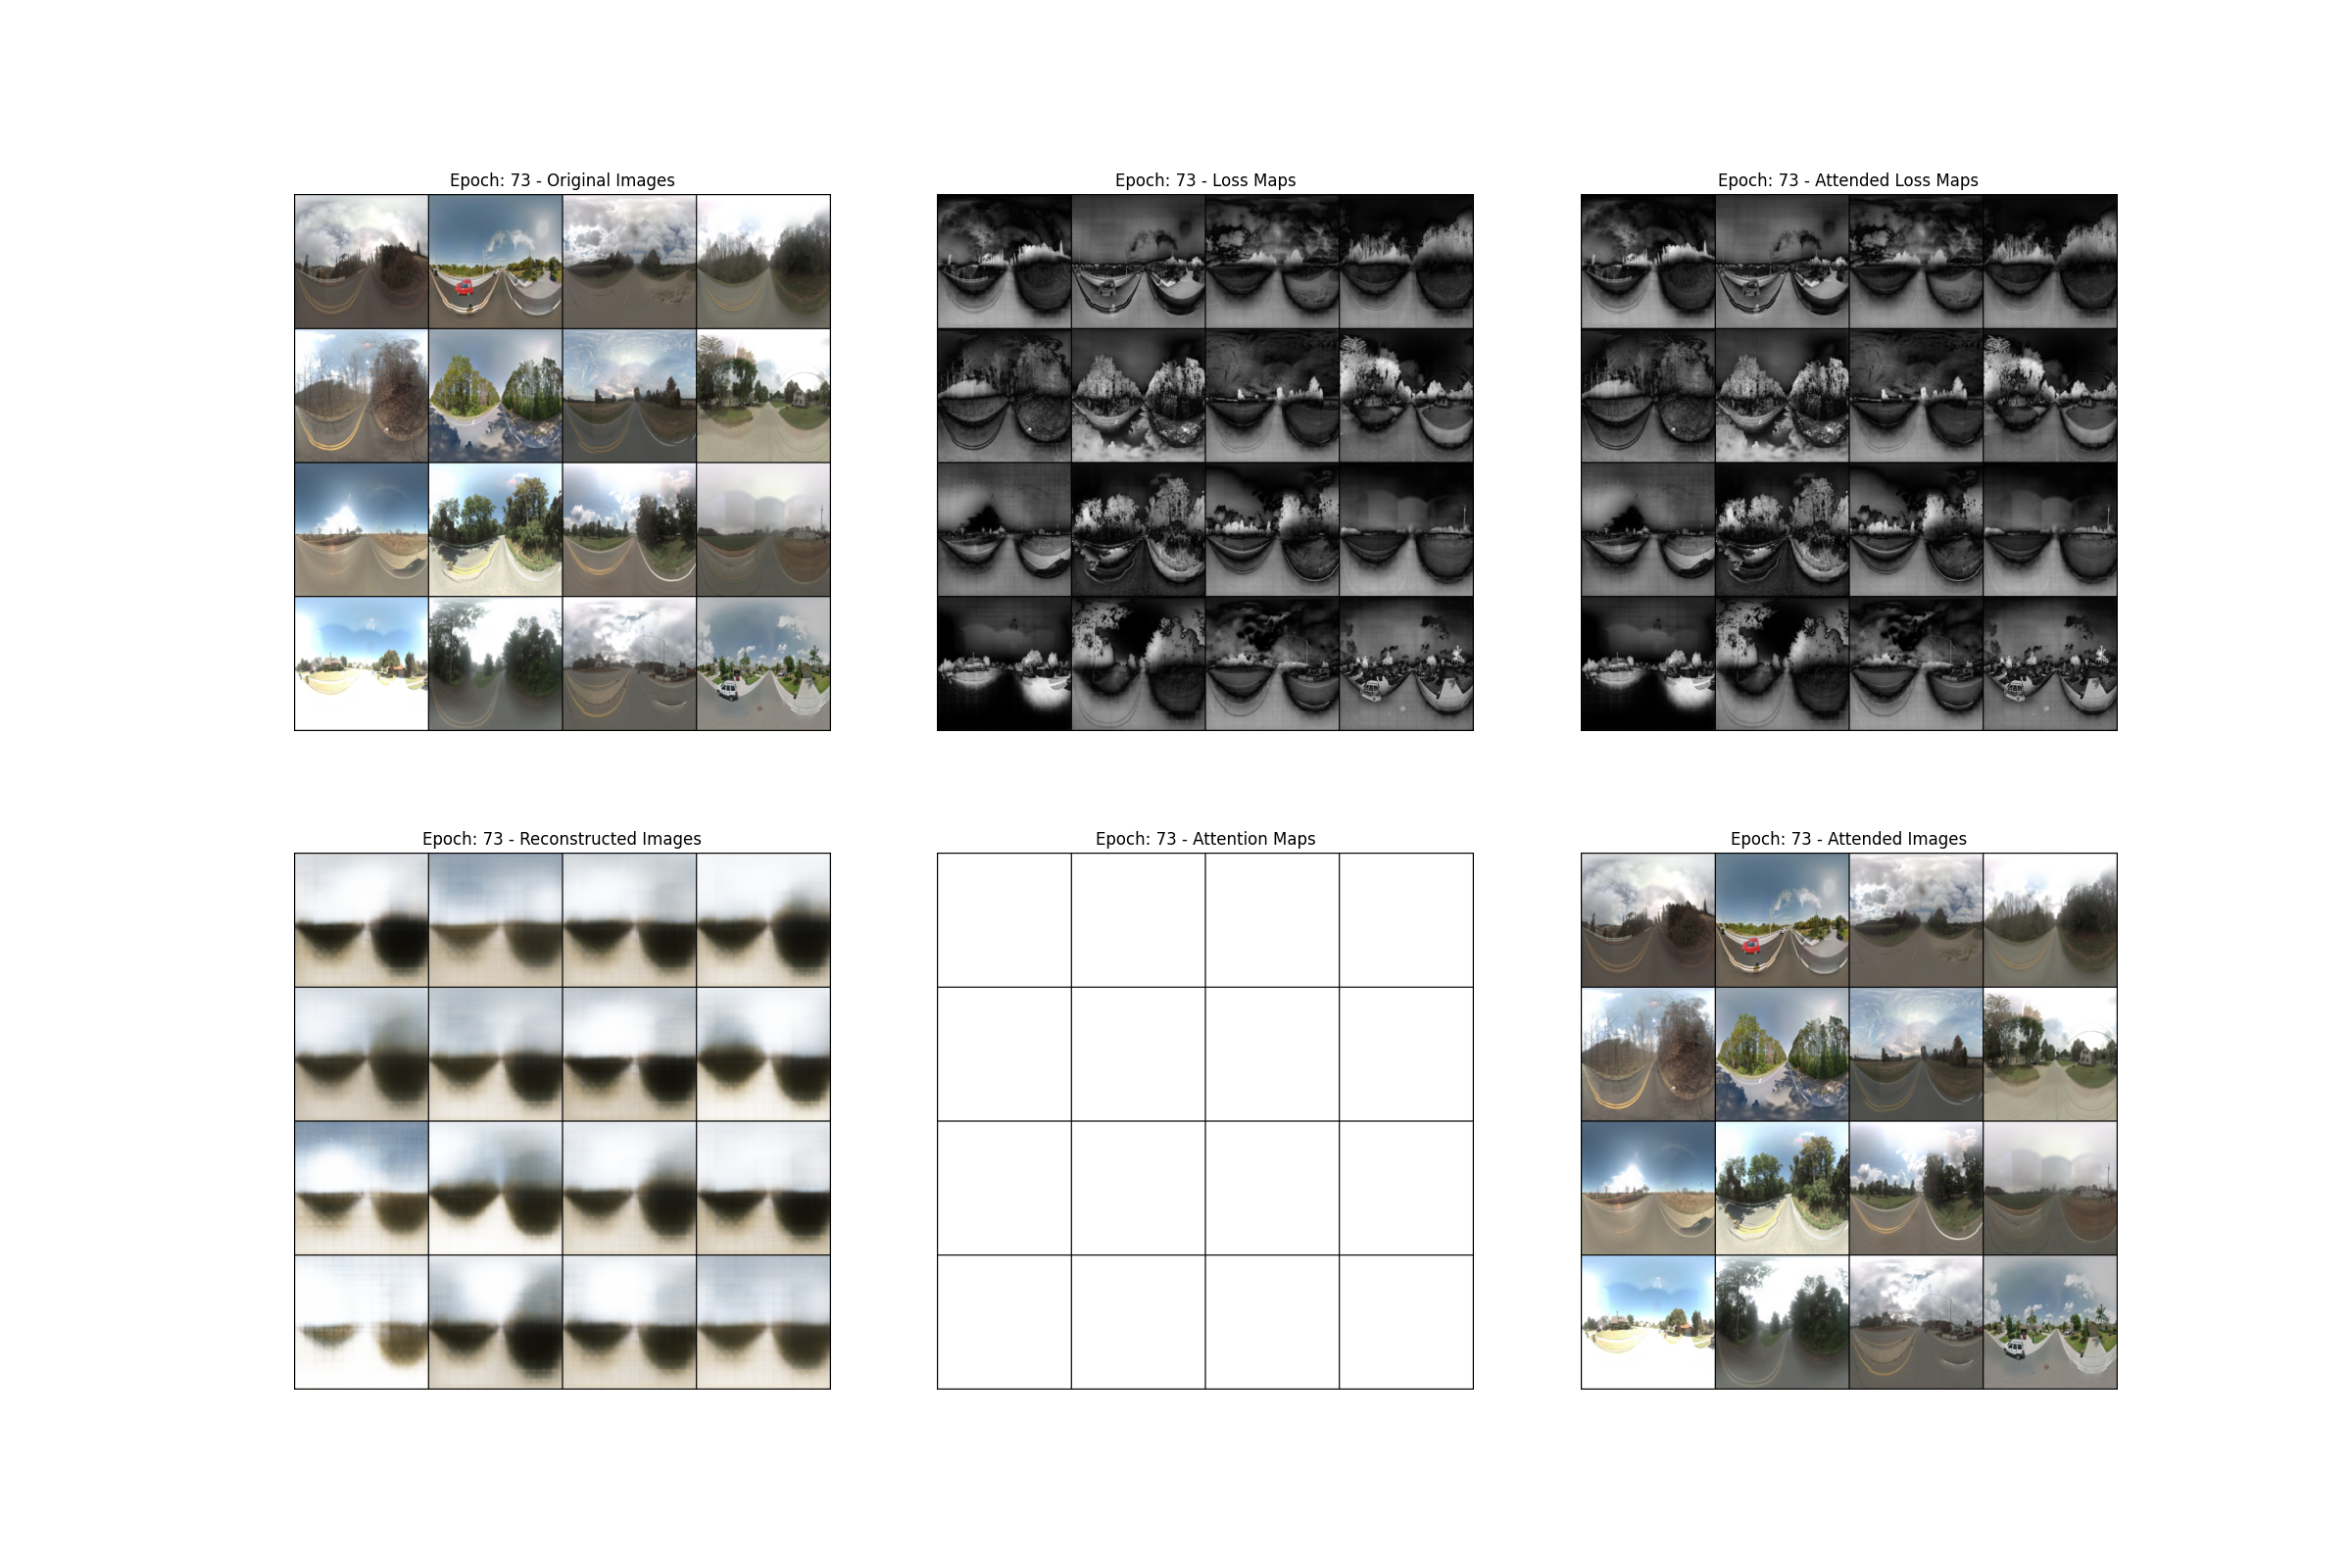 Epoch: 73 - Original Images
Epoch: 73 - Loss Maps
Epoch: 73 - Attended Loss Maps
Epoch: 73 - Reconstructed Images
Epoch: 73 - Attention Maps
Epoch: 73 - Attended Images